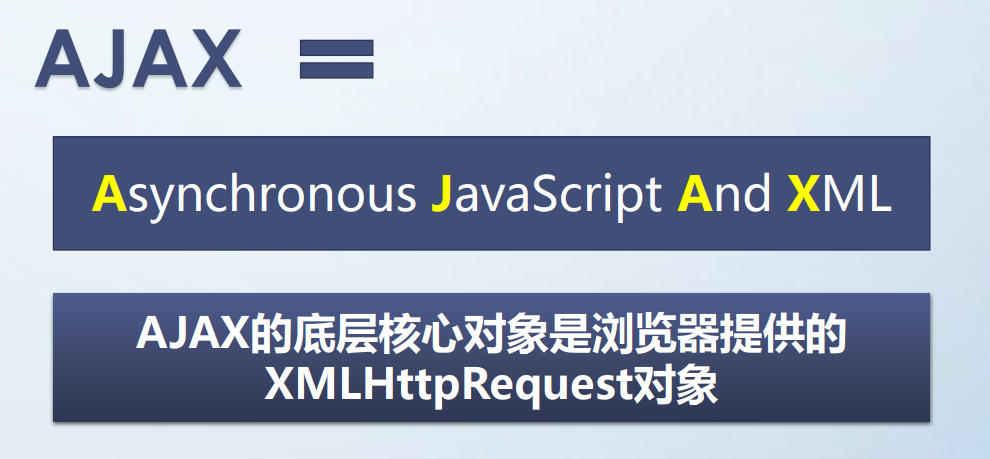 AJAX =
Asynchronous JavaScript And XML
AJAX的底层核心对象是浏览器提供的
XMLHttpRequest对象